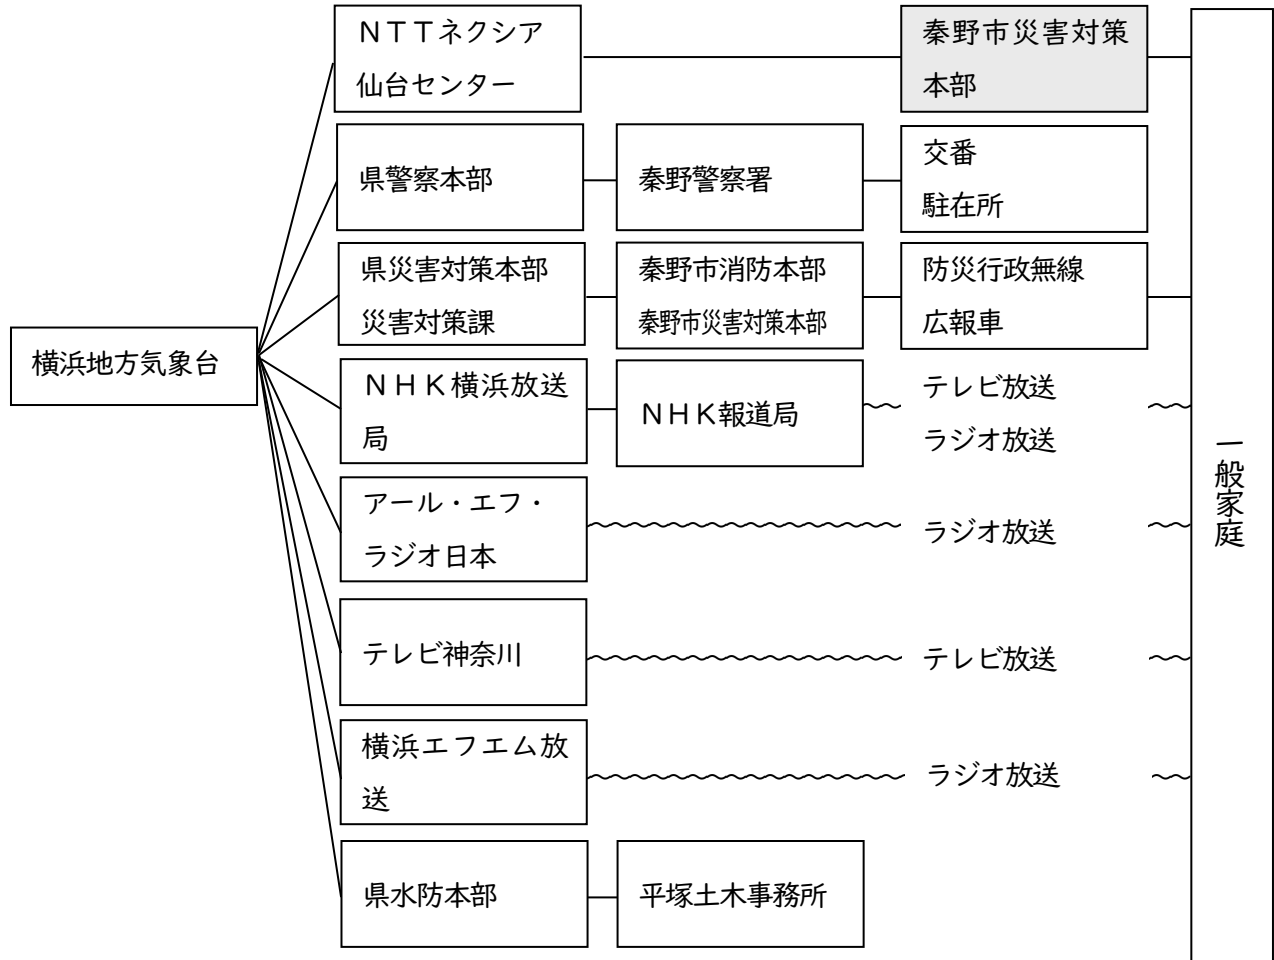 ＮＴＴネクシア
仙台センター
秦野市災害対策
本部
県警察本部
秦野警察署
交番
駐在所
県災害対策本部
災害対策課
秦野市消防本部
秦野市災害対策本部
防災行政無線
広報車
横浜地方気象台
ＮＨＫ横浜放送
局
ＮＨＫ報道局
テレビ放送
ラジオ放送
アール・エフ・
ラジオ日本
ラジオ放送
テレビ神奈川
テレビ放送
横浜エフエム放
送
ラジオ放送
県水防本部
平塚土木事務所
一般家庭